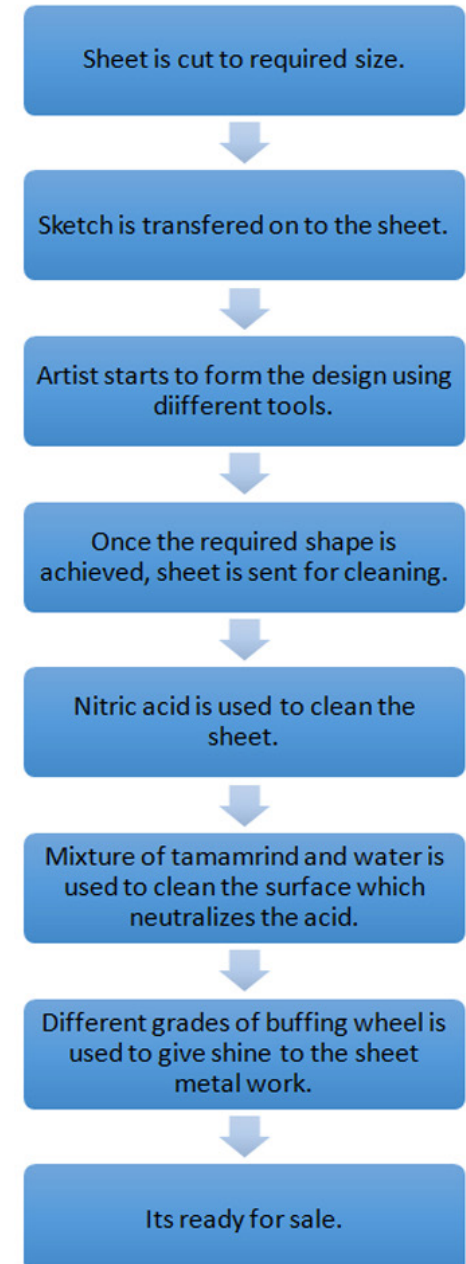 Sheet is cut to required size.
Sketch is transfered on to the sheet.
Artist starts to form the design using
diifferent tools.
Once the required shape is
achieved, sheet is sent for cleaning.
Nitric acid is used to clean the
sheet.
Mixture of tamamrind and water is
used to clean the surface which
neutralizes the acid.
Different grades of buffing wheel is
used to give shine to the sheet
metal work.
Its ready for sale.